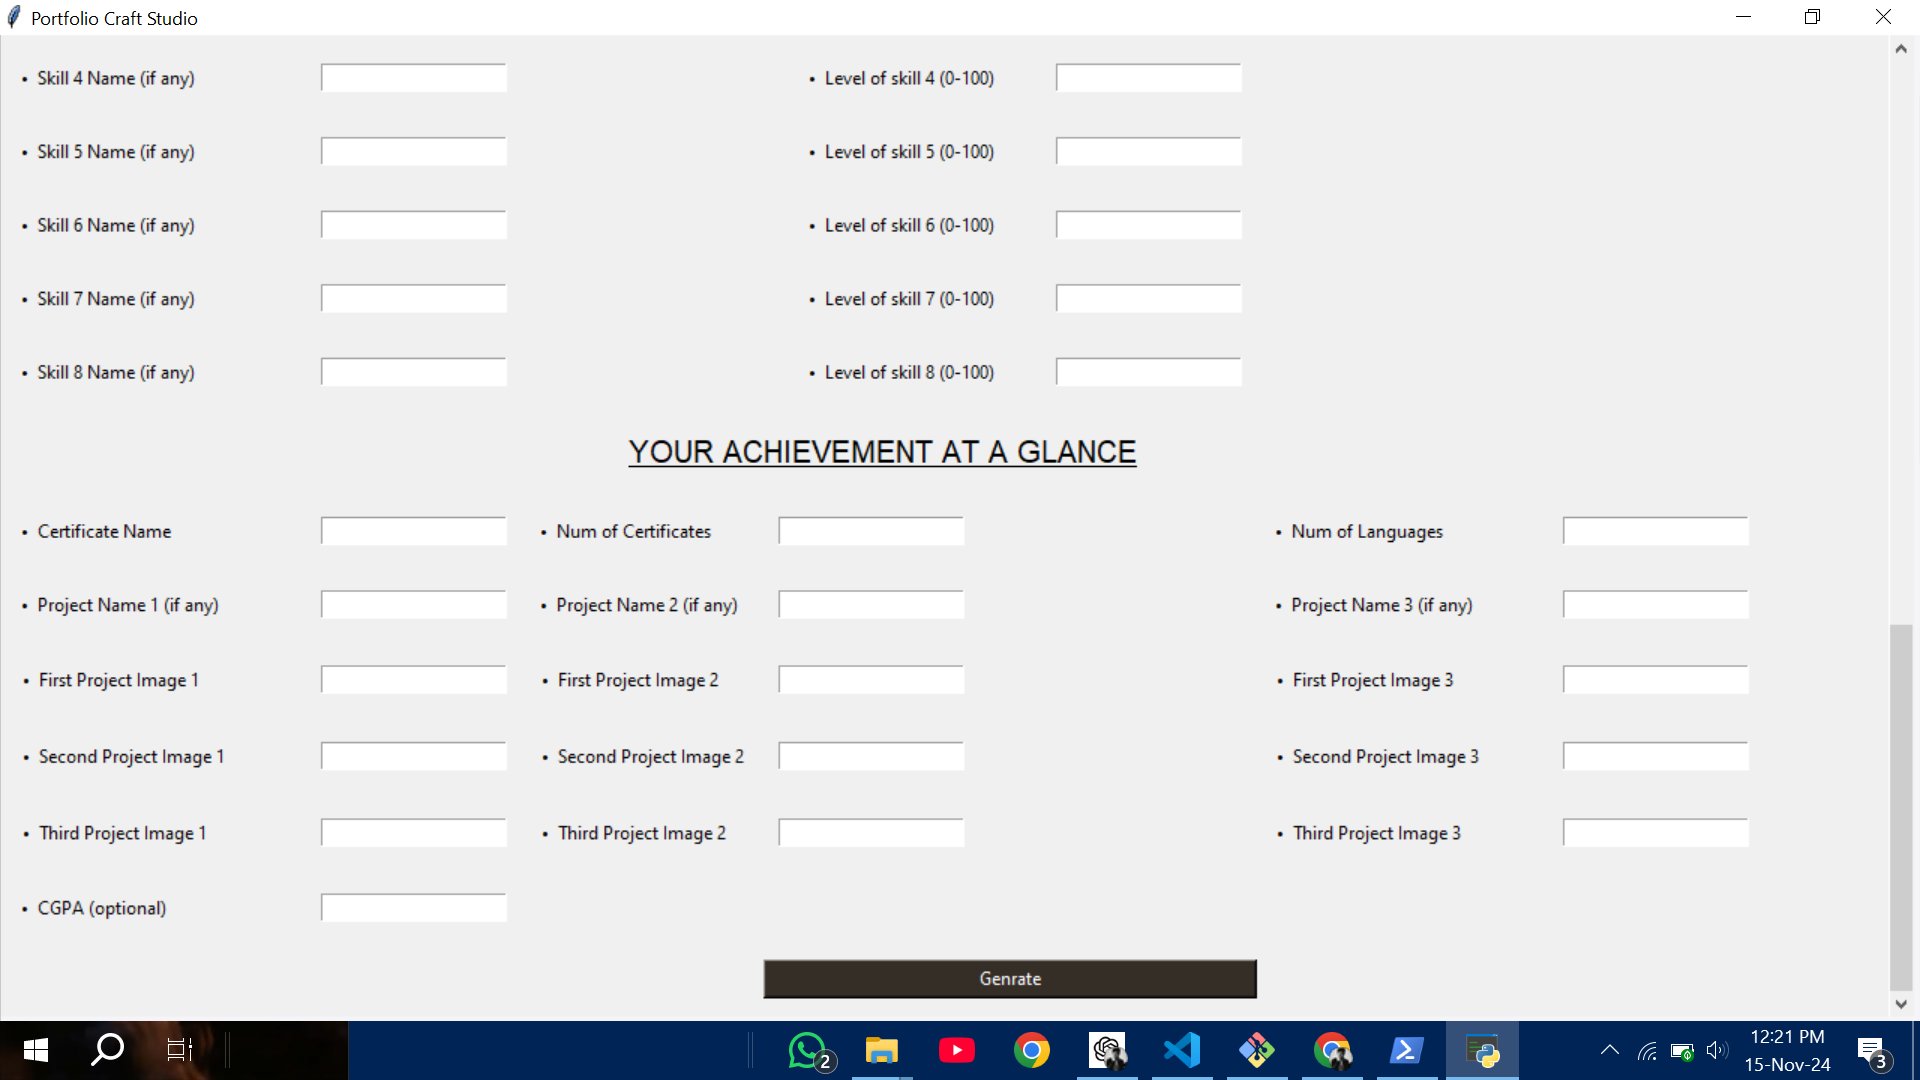 Portfolio Craft Studio
• Skill 4 Name (if any) • Level of skill 4 (0-100)
• Skill 5 Name (if any) • Level of skill 5 (0-100)
• Skill 6 Name (if any) • Level of skill 6 (0-100)
• Skill 7 Name (if any) • Level of skill 7 (0-100)
• Skill 8 Name (if any) • Level of skill 8 (0-100)
YOUR ACHIEVEMENT AT A GLANCE
• Certificate Name • Num of Certificates • Num of Languages
• Project Name 1 (if any) • Project Name 2 (if any) • Project Name 3 (if any)
• First Project Image 1 • First Project Image 2 • First Project Image 3
• Second Project Image 1 • Second Project Image 2 • Second Project Image 3
• Third Project Image 1 • Third Project Image 2 • Third Project Image 3
• CGPA (optional)
Genrate
2
12:21 PM
15-Nov-24
3